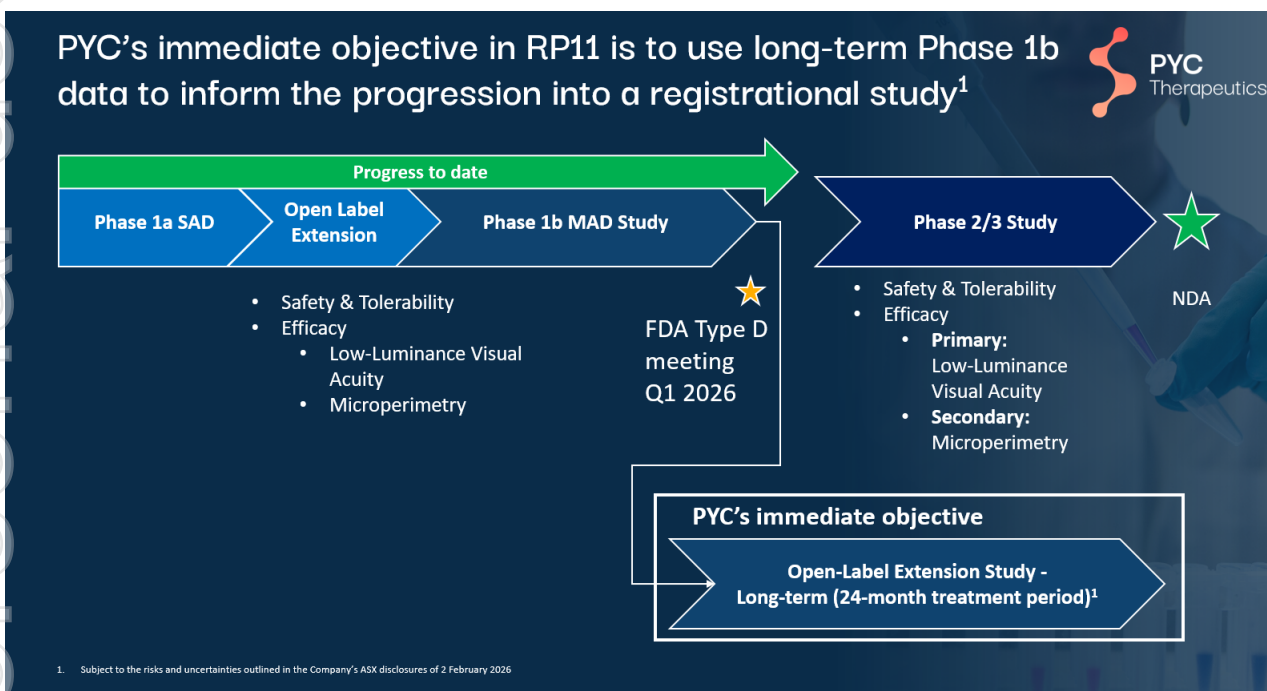 PYC's immediate objective in RP11 is to use long-term Phase 1b
data to inform the progression into a registrational study1
PYC
Therapeutics
Progress to date
Phase 1a SAD
Open Label
Extension
Phase 1b MAD Study
Phase 2/3 Study
• Safety & Tolerability
• Efficacy
• Low-Luminance Visual
Acuity
• Microperimetry
FDA Type D
meeting
Q1 2026
• Safety & Tolerability
• Efficacy
• Primary:
Low-Luminance
Visual Acuity
• Secondary:
Microperimetry
NDA
PYC's immediate objective
Open-Label Extension Study -
Long-term (24-month treatment period)1
1. Subject to the risks and uncertainties outlined in the Company's ASX disclosures of 2 February 2026